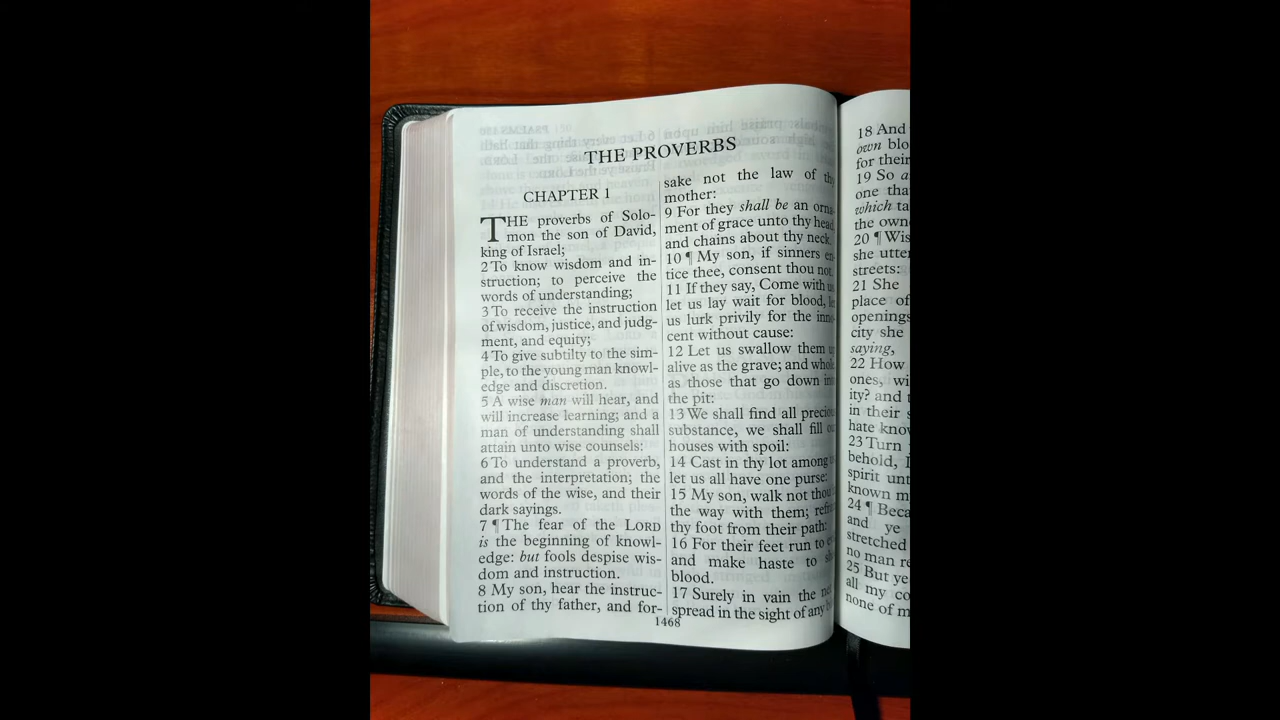 THE PROVERBS
CHAPTER 1
THE proverbs of Solo-
mon the son of David,
king of Israel;
2 To know wisdom and in-
struction; to perceive the
words of understanding;
3 To receive the instruction
of wisdom, justice, and judg-
ment, and equity;
4 To give subtilty to the sim-
ple, to the young man knowl-
edge and discretion.
5 A wise man will hear, and
will increase learning; and a
man of understanding shall
attain unto wise counsels:
6 To understand a proverb,
and the interpretation; the
words of the wise, and their
dark sayings.
7 ¶ The fear of the LORD
is the beginning of knowl-
edge: but fools despise wis-
dom and instruction.
8 My son, hear the instruc-
tion of thy father, and for-
sake not the law of
mother:
9 For they shall be an
ment of grace unto thy head
and chains about thy neck.
10 ¶ My son, if sinners
tice thee, consent thou not.
11 If they say, Come with
let us lay wait for blood,
us lurk privily for the
cent without cause:
12 Let us swallow them
alive as the grave; and
as those that go down
the pit:
13 We shall find all
substance, we shall fill
houses with spoil:
14 Cast in thy lot among
let us all have one purse:
15 My son, walk not
the way with them;
thy foot from their path:
16 For their feet run to
and make haste to
blood.
17 Surely in vain the
spread in the sight of any
1468
18 And
own
for their
19 So
one
which
the
20 ¶
she
streets:
21 She
place of
city she
saying,
22 How
ones,
and
in their
hate
23 Turn
behold,
spirit
known
24 ¶
and ye
stretched
no man
25 But ye
all my
none of